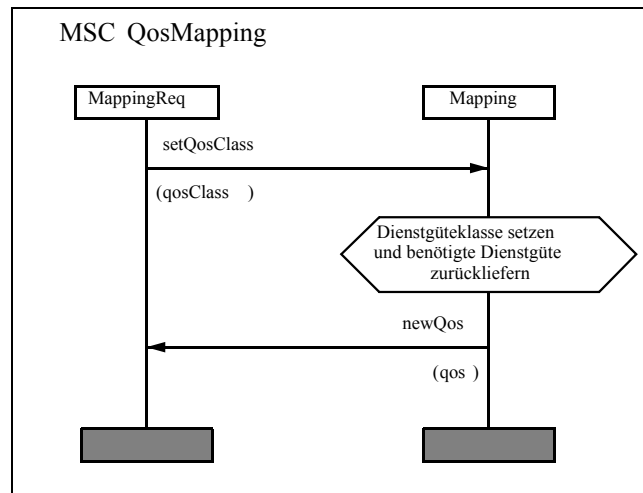 MSC QosMapping
MappingReq
Mapping
setQosClass
(qosClass )
Dienstgüteklasse setzen
und benötigte Dienstgüte
zurückliefern
newQos
(qos )